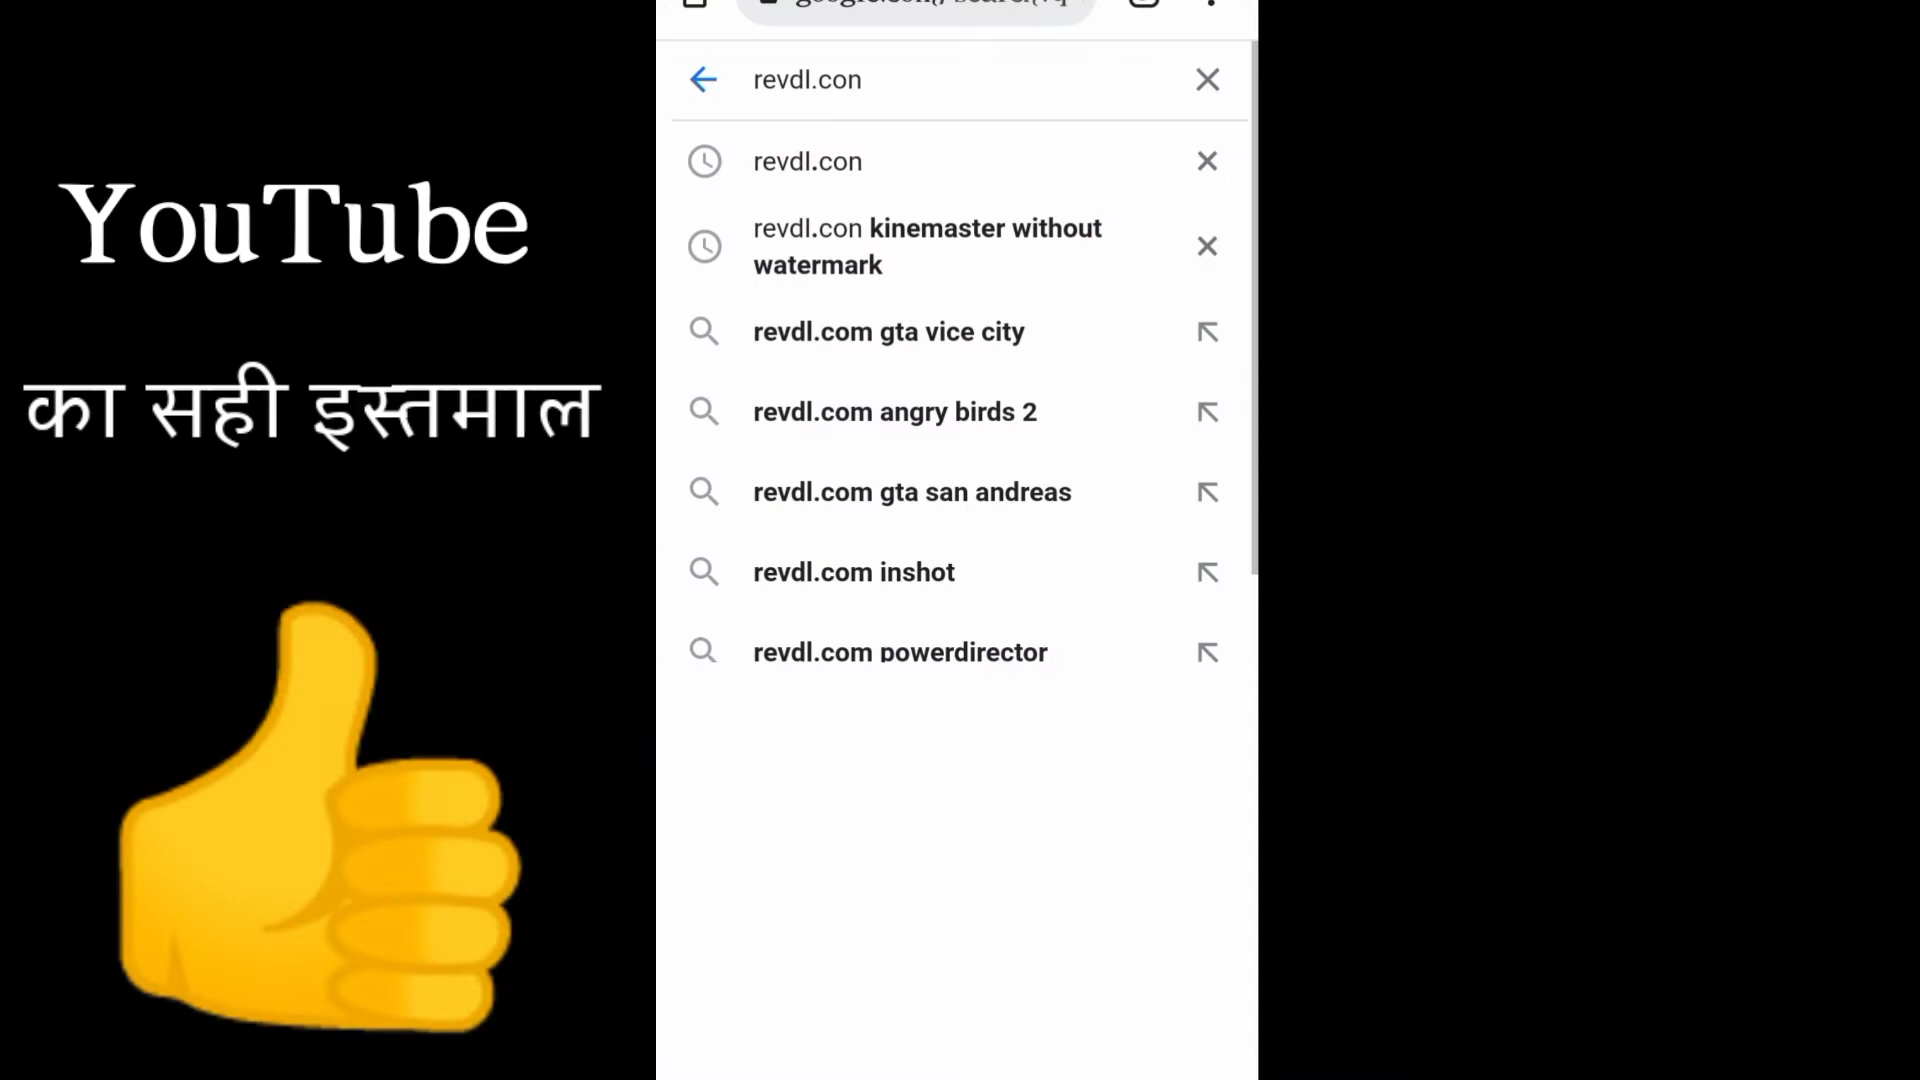 YouTube
का सही इस्तमाल
revdl.con
revdl.con
revdl.con kinemaster without
watermark
revdl.com gta vice city
revdl.com angry birds 2
revdl.com gta san andreas
revdl.com inshot
revdl.com powerdirector